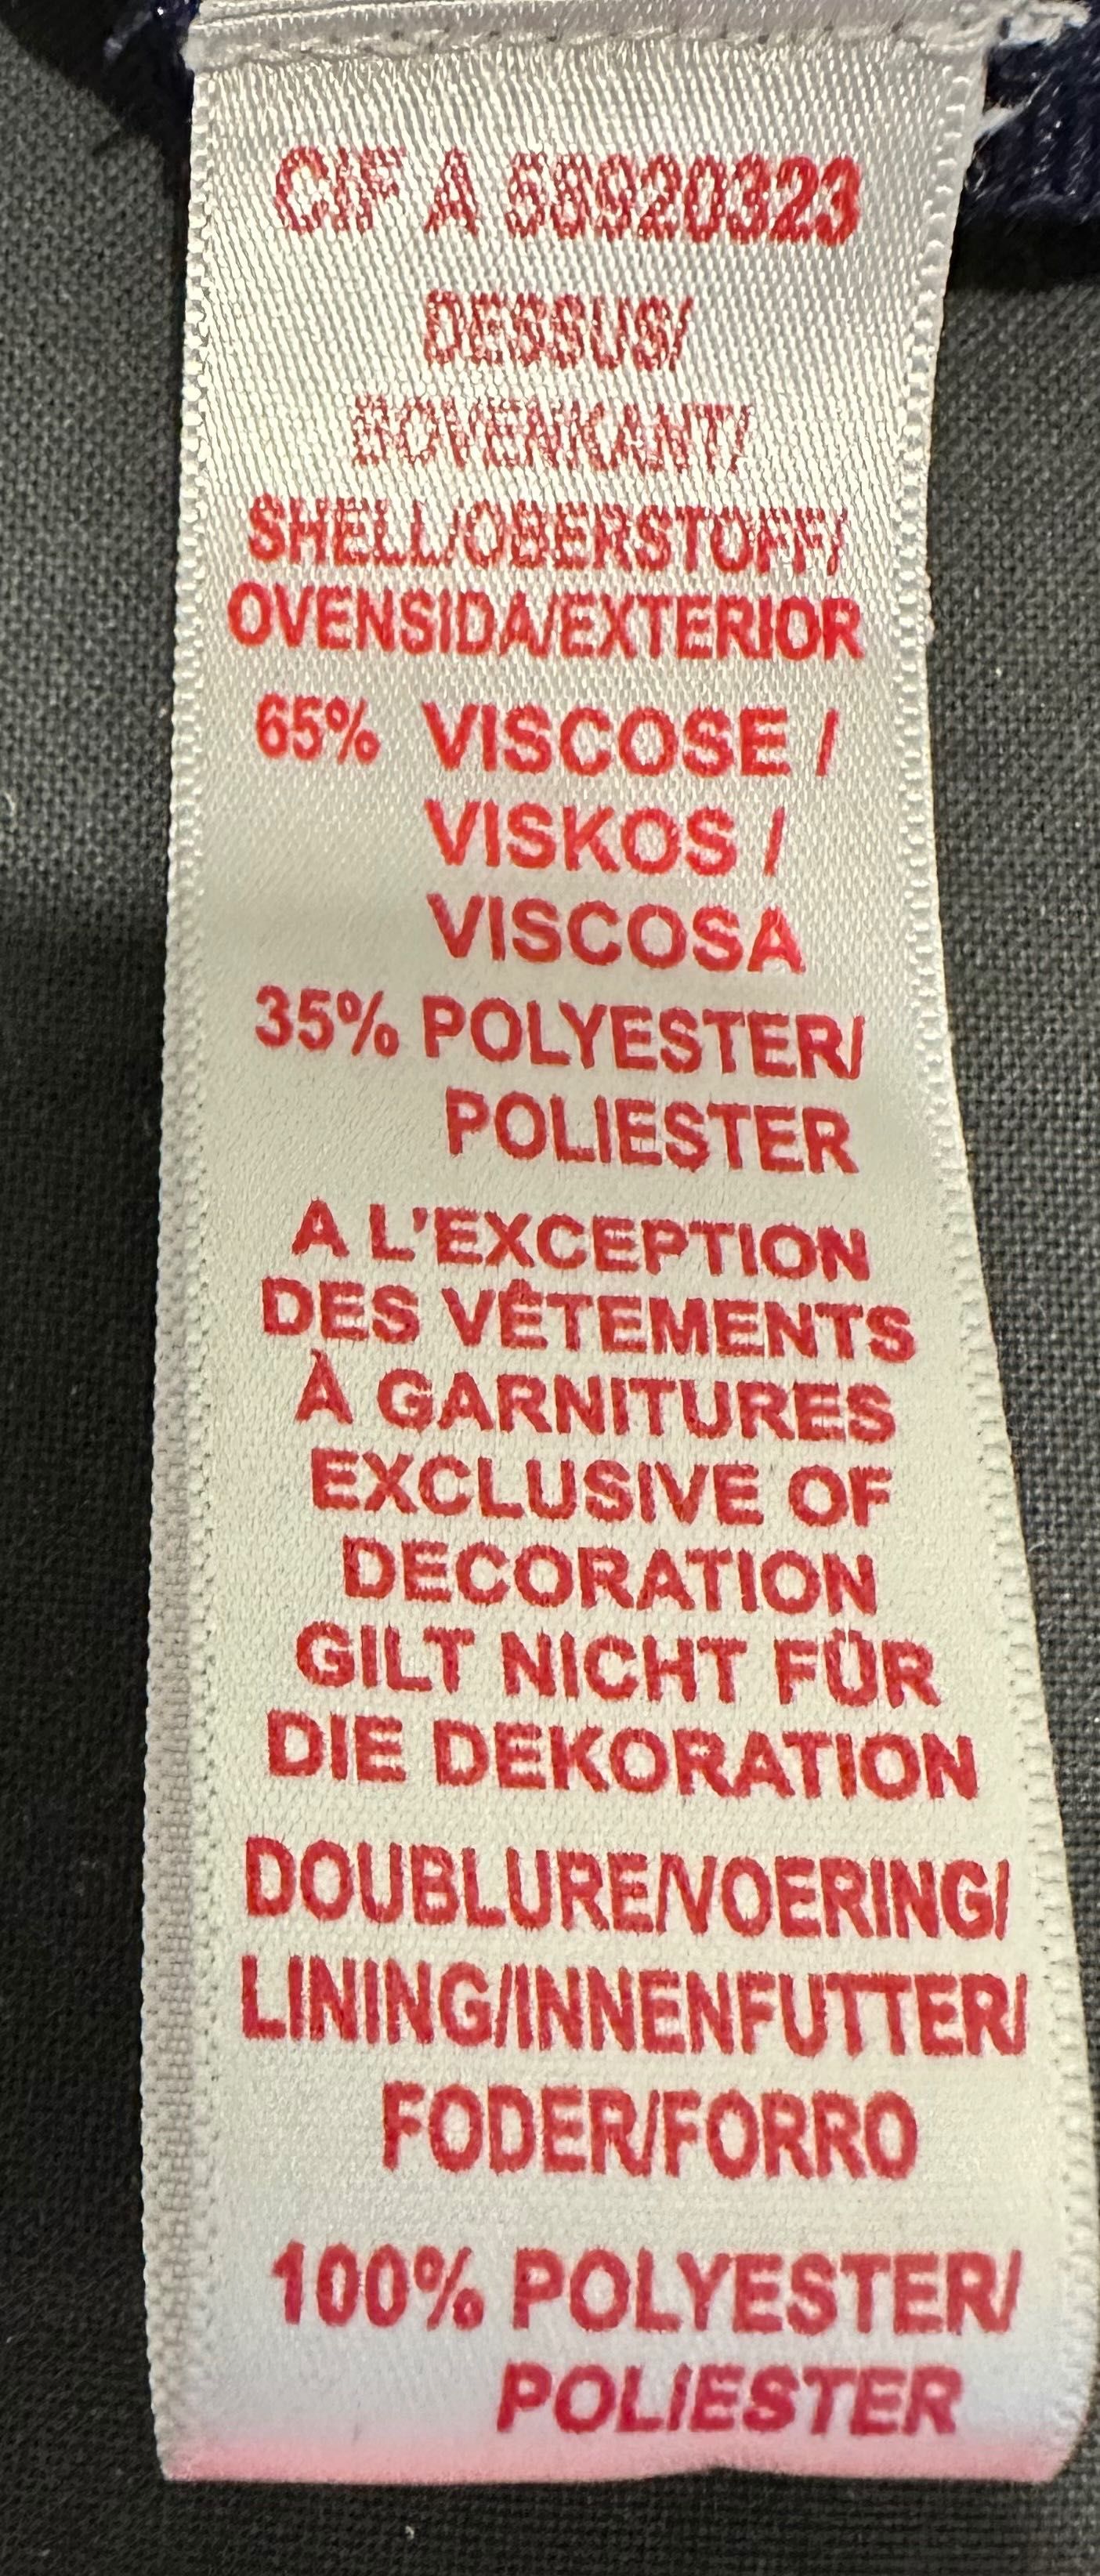 CIF A 58920323
DESSUS/
BOVENKANT/
SHELL/OBERSTOFF/
OVENSIDA/EXTERIOR
65% VISCOSE /
VISKOS /
VISCOSA
35% POLYESTER/
POLIESTER
A L'EXCEPTION
DES VÊTEMENTS
À GARNITURES
EXCLUSIVE OF
DECORATION
GILT NICHT FÜR
DIE DEKORATION
DOUBLURE/VOERING/
LINING/INNENFUTTER/
FODER/FORRO
100% POLYESTER/
POLIESTER